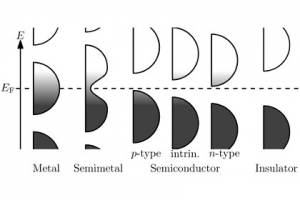 E
E_F
p-type intrin. n-type
Metal Semimetal Semiconductor Insulator